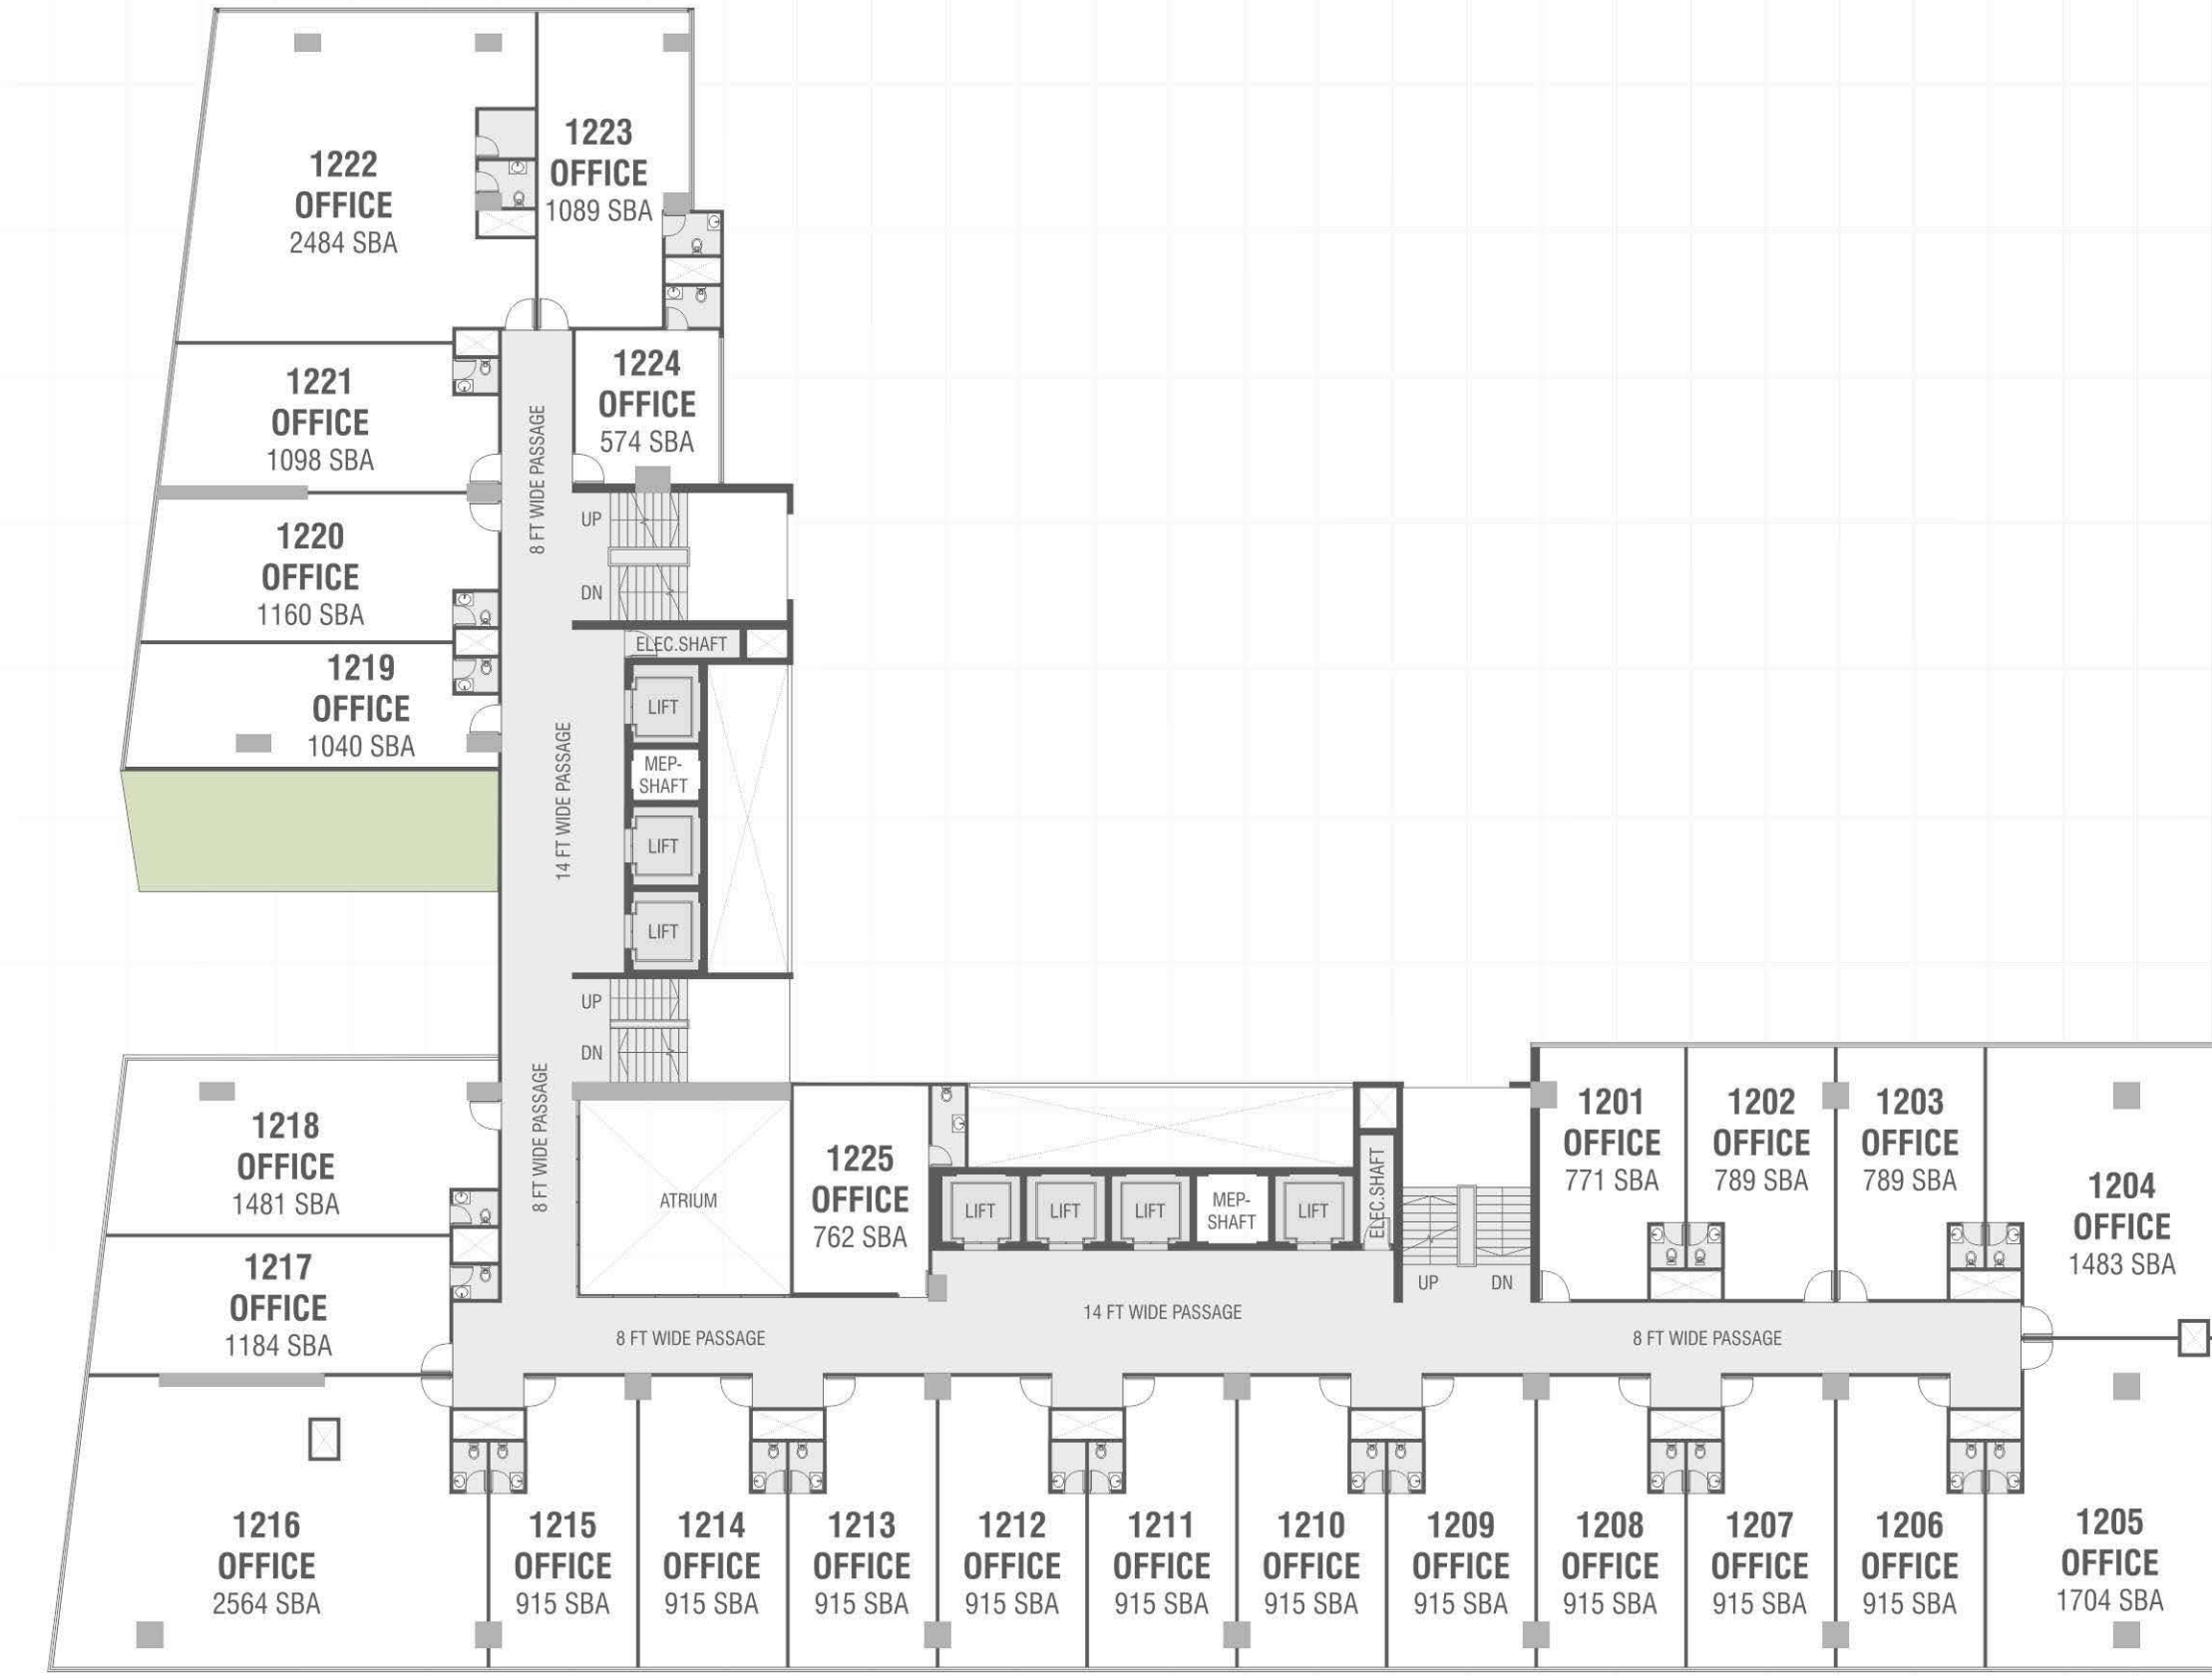 1222
OFFICE
2484 SBA
1223
OFFICE
1089 SBA
1221
OFFICE
1098 SBA
1224
OFFICE
574 SBA
8 FT WIDE PASSAGE
1220
OFFICE
1160 SBA
UP
DN
ELEC.SHAFT
1219
OFFICE
1040 SBA
LIFT
MEP-
SHAFT
LIFT
LIFT
14 FT WIDE PASSAGE
UP
DN
8 FT WIDE PASSAGE
1218
OFFICE
1481 SBA
1217
OFFICE
1184 SBA
ATRIUM
1225
OFFICE
762 SBA
LIFT
LIFT
LIFT
MEP-
SHAFT
LIFT
ELEC.SHAFT
UP
DN
1201
OFFICE
771 SBA
1202
OFFICE
789 SBA
1203
OFFICE
789 SBA
1204
OFFICE
1483 SBA
8 FT WIDE PASSAGE
14 FT WIDE PASSAGE
8 FT WIDE PASSAGE
1216
OFFICE
2564 SBA
1215
OFFICE
915 SBA
1214
OFFICE
915 SBA
1213
OFFICE
915 SBA
1212
OFFICE
915 SBA
1211
OFFICE
915 SBA
1210
OFFICE
915 SBA
1209
OFFICE
915 SBA
1208
OFFICE
915 SBA
1207
OFFICE
915 SBA
1206
OFFICE
915 SBA
1205
OFFICE
1704 SBA